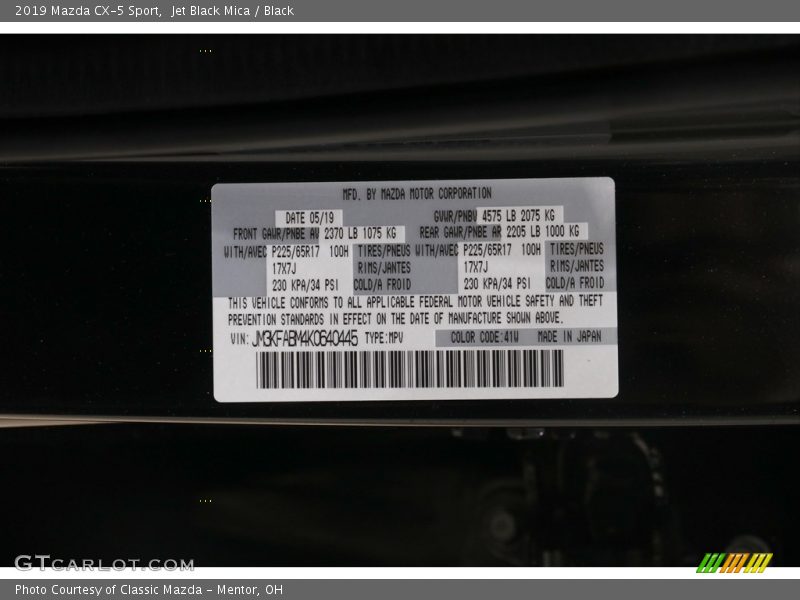 2019 Mazda CX-5 Sport,  Jet Black Mica / Black
MFD. BY MAZDA MOTOR CORPORATION
DATE 05/19 GVWR/PNBV 4575 LB 2075 KG
FRONT GAWR/PNBE AV 2370 LB 1075 KG REAR GAWR/PNBE AR 2205 LB 1000 KG
WITH/AVEC P225/65R17 100H TIRES/PNEUS WITH/AVEC P225/65R17 100H TIRES/PNEUS
17X7J RIMS/JANTES 17X7J RIMS/JANTES
230 KPA/34 PSI COLD/A FROID 230 KPA/34 PSI COLD/A FROID
THIS VEHICLE CONFORMS TO ALL APPLICABLE FEDERAL MOTOR VEHICLE SAFETY AND THEFT
PREVENTION STANDARDS IN EFFECT ON THE DATE OF MANUFACTURE SHOWN ABOVE.
VIN: JM3KFABM4K0640445 TYPE:MPV COLOR CODE:41W MADE IN JAPAN
GTCARLOT.COM
Photo Courtesy of Classic Mazda - Mentor, OH